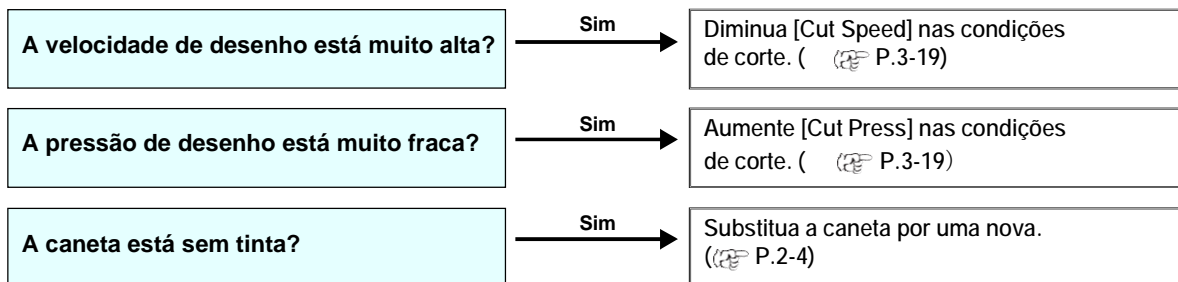 A velocidade de desenho está muito alta?
Sim
Diminua [Cut Speed] nas condições
de corte. ( P.3-19)
A pressão de desenho está muito fraca?
Sim
Aumente [Cut Press] nas condições
de corte. ( P.3-19)
A caneta está sem tinta?
Sim
Substitua a caneta por uma nova.
( P.2-4)